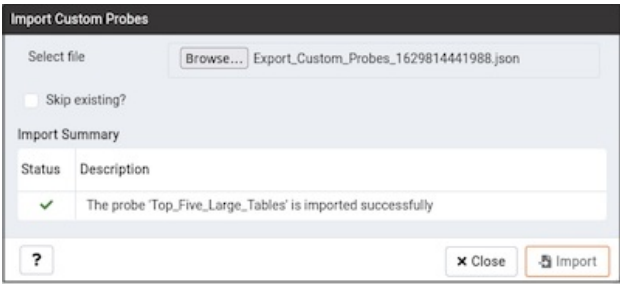 Import Custom Probes
Select file
Browse... Export_Custom_Probes_1629814441988.json
Skip existing?
Import Summary
Status Description
The probe 'Top_Five_Large_Tables' is imported successfully
? Close Import